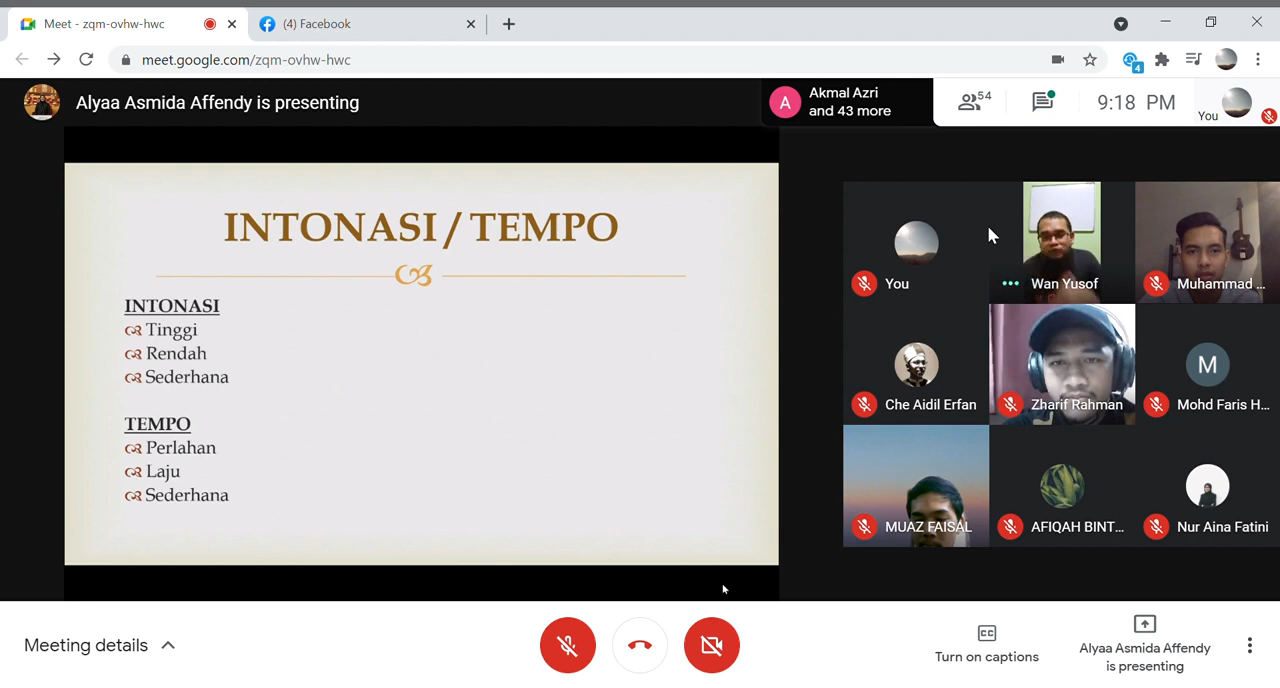 Meet - zqm-ovhw-hwc
(4) Facebook
meet.google.com/zqm-ovhw-hwc
4
Alyaa Asmida Affendy is presenting
A
Akmal Azri
and 43 more
54
9:18 PM
You
INTONASI / TEMPO
INTONASI
Tinggi
Rendah
Sederhana
TEMPO
Perlahan
Laju
Sederhana
You
Wan Yusof
Muhammad ...
Che Aidil Erfan
Zharif Rahman
M
Mohd Faris H...
MUAZ FAISAL
AFIQAH BINT...
Nur Aina Fatini
Meeting details
CC
Turn on captions
Alyaa Asmida Affendy
is presenting